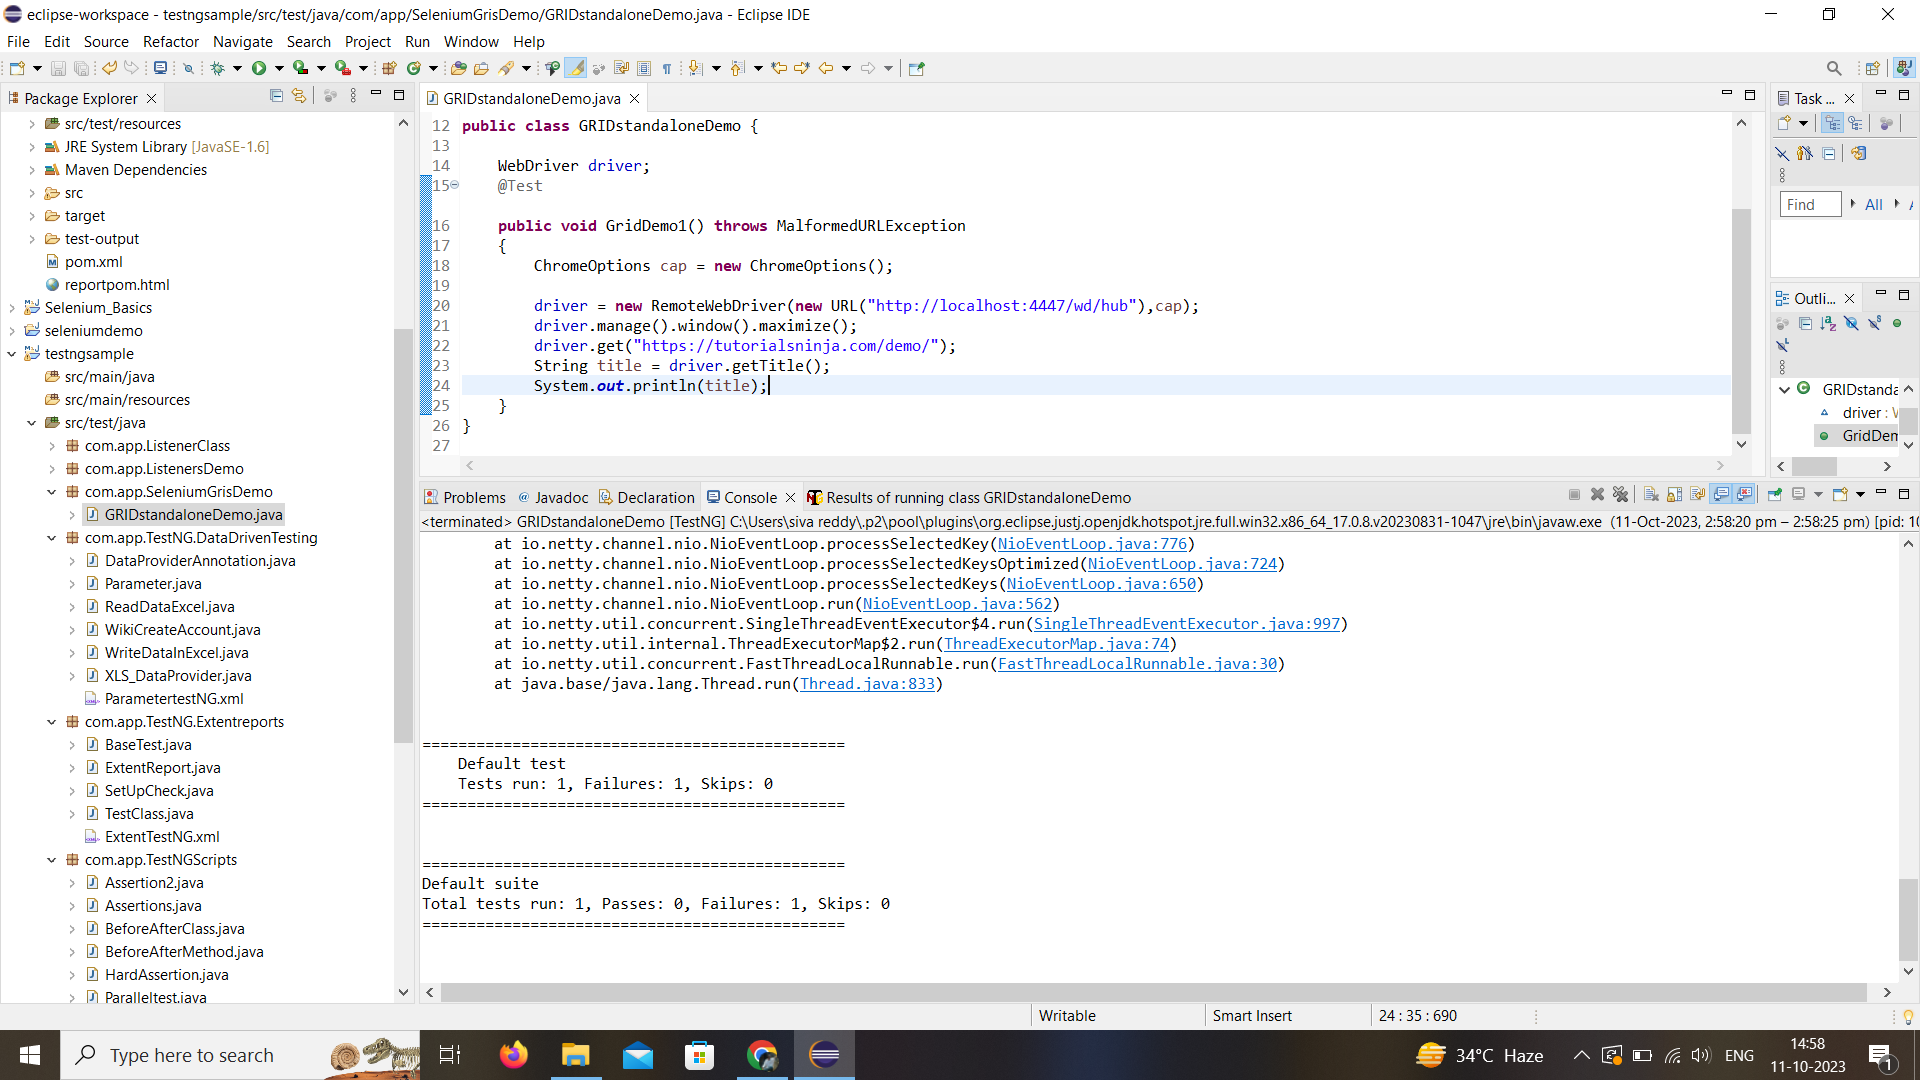 eclipse-workspace - testngsample/src/test/java/com/app/SeleniumGrisDemo/GRIDstandaloneDemo.java - Eclipse IDE
File Edit Source Refactor Navigate Search Project Run Window Help
Package Explorer
src/test/resources
JRE System Library [JavaSE-1.6]
Maven Dependencies
src
target
test-output
pom.xml
reportpom.html
Selenium_Basics
seleniumdemo
testngsample
src/main/java
src/main/resources
src/test/java
com.app.ListenerClass
com.app.ListenersDemo
com.app.SeleniumGrisDemo
GRIDstandaloneDemo.java
com.app.TestNG.DataDrivenTesting
DataProviderAnnotation.java
Parameter.java
ReadDataExcel.java
WikiCreateAccount.java
WriteDataInExcel.java
XLS_DataProvider.java
ParametertestNG.xml
com.app.TestNG.Extentreports
BaseTest.java
ExtentReport.java
SetUpCheck.java
TestClass.java
ExtentTestNG.xml
com.app.TestNGScripts
Assertion2.java
Assertions.java
BeforeAfterClass.java
BeforeAfterMethod.java
HardAssertion.java
Paralleltest.java
GRIDstandaloneDemo.java
12 public class GRIDstandaloneDemo {
13
14 WebDriver driver;
15 @Test
16 public void GridDemo1() throws MalformedURLException
17 {
18 ChromeOptions cap = new ChromeOptions();
19
20 driver = new RemoteWebDriver(new URL("http://localhost:4447/wd/hub"),cap);
21 driver.manage().window().maximize();
22 driver.get("https://tutorialsninja.com/demo/");
23 String title = driver.getTitle();
24 System.out.println(title);
25 }
26 }
27
Task ...
Find All
Outli...
GRIDstanda
driver :
GridDem
Problems Javadoc Declaration Console Results of running class GRIDstandaloneDemo
<terminated> GRIDstandaloneDemo [TestNG] C:\Users\siva reddy\.p2\pool\plugins\org.eclipse.justj.openjdk.hotspot.jre.full.win32.x86_64_17.0.8.v20230831-1047\jre\bin\javaw.exe (11-Oct-2023, 2:58:20 pm – 2:58:25 pm) [pid: 10
at io.netty.channel.nio.NioEventLoop.processSelectedKey(NioEventLoop.java:776)
at io.netty.channel.nio.NioEventLoop.processSelectedKeysOptimized(NioEventLoop.java:724)
at io.netty.channel.nio.NioEventLoop.processSelectedKeys(NioEventLoop.java:650)
at io.netty.channel.nio.NioEventLoop.run(NioEventLoop.java:562)
at io.netty.util.concurrent.SingleThreadEventExecutor$4.run(SingleThreadEventExecutor.java:997)
at io.netty.util.internal.ThreadExecutorMap$2.run(ThreadExecutorMap.java:74)
at io.netty.util.concurrent.FastThreadLocalRunnable.run(FastThreadLocalRunnable.java:30)
at java.base/java.lang.Thread.run(Thread.java:833)
===============================================
Default test
Tests run: 1, Failures: 1, Skips: 0
===============================================
===============================================
Default suite
Total tests run: 1, Passes: 0, Failures: 1, Skips: 0
===============================================
Writable Smart Insert 24 : 35 : 690
Type here to search
34°C Haze
ENG
14:58
11-10-2023
1